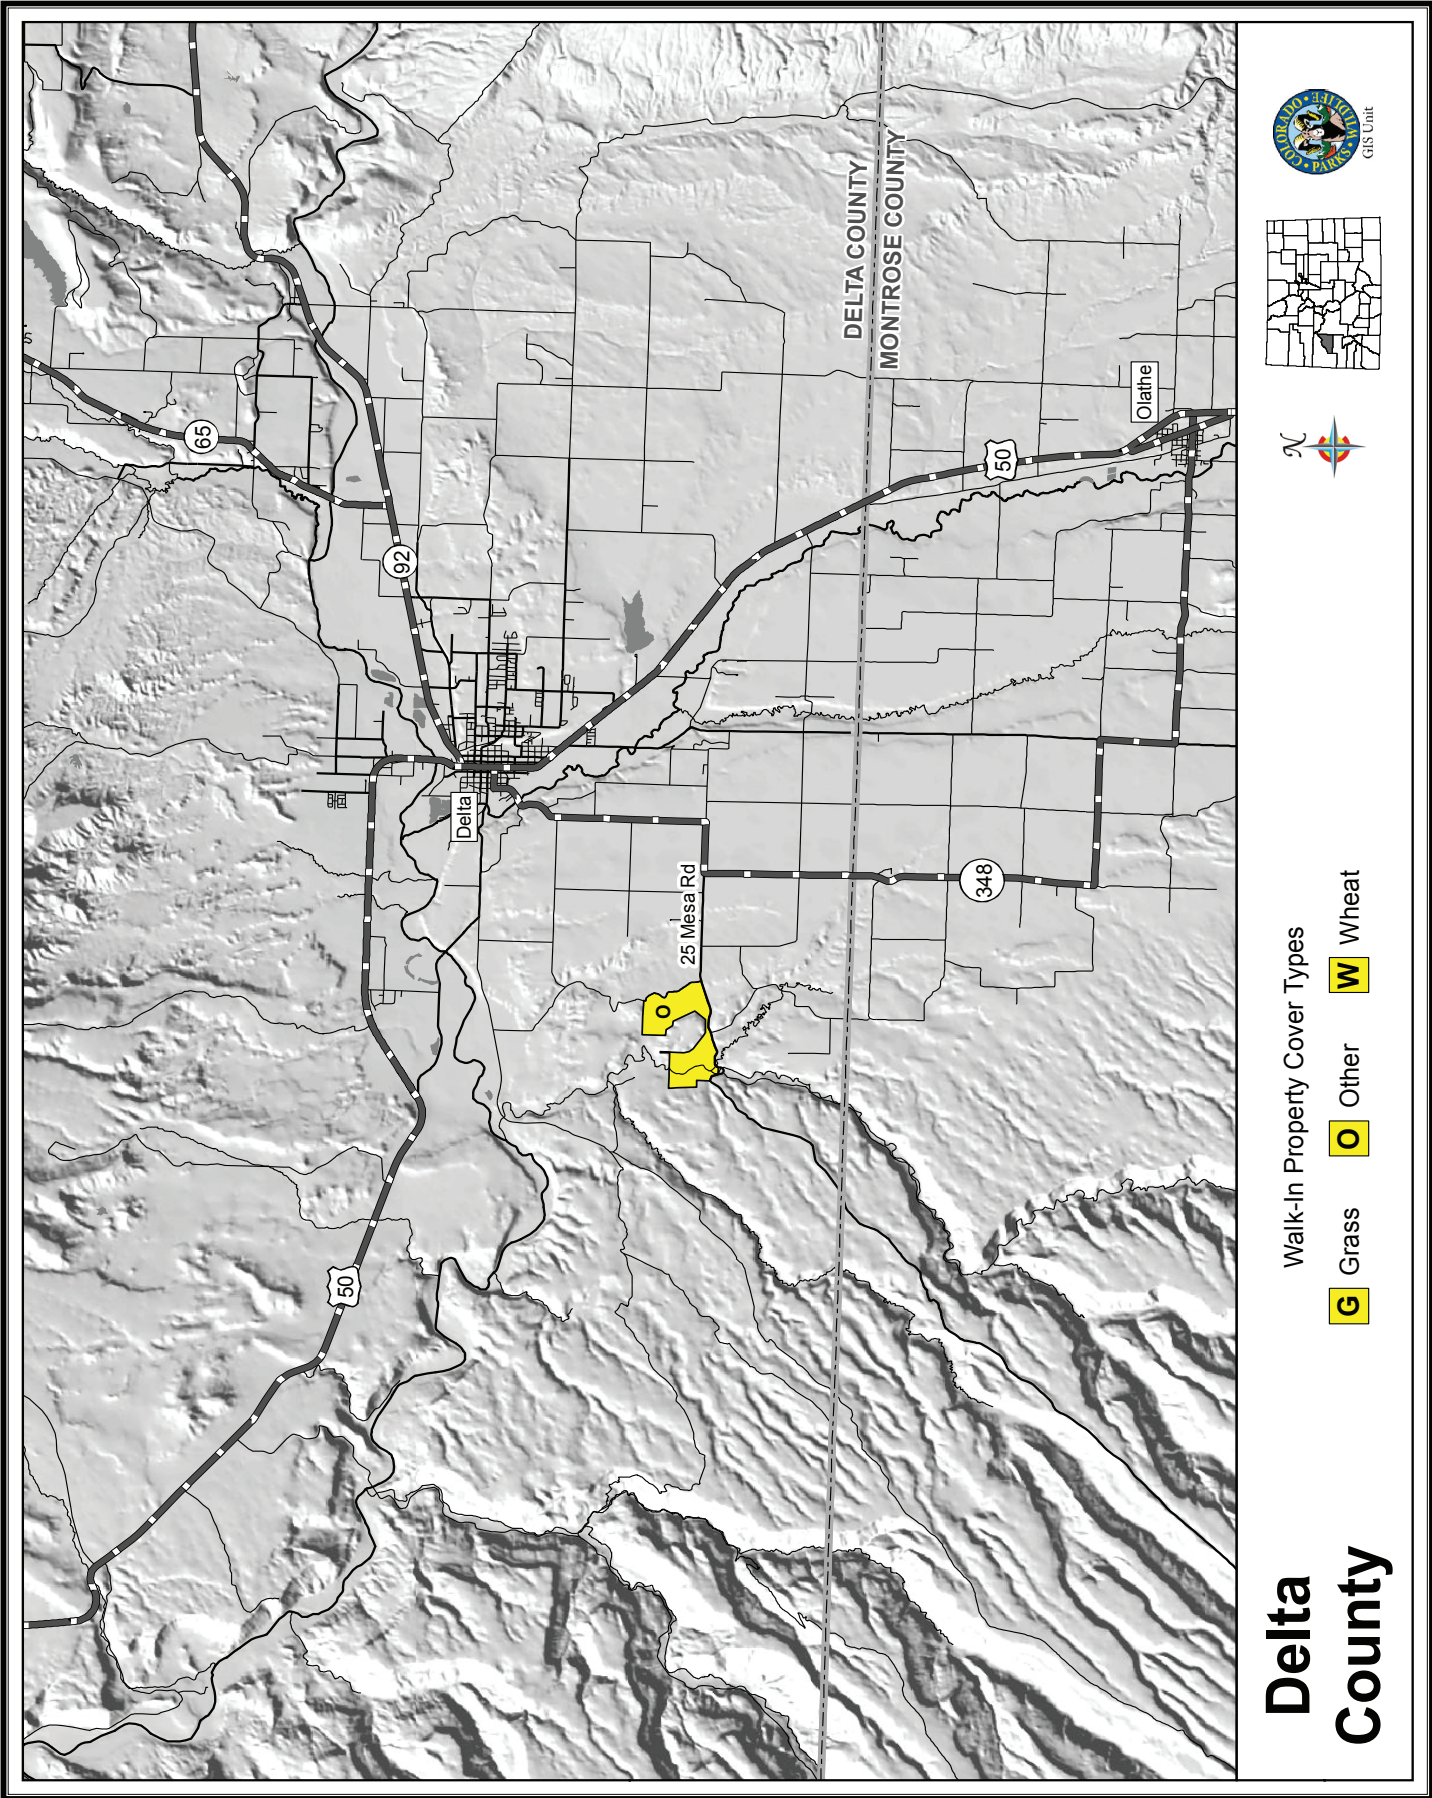 65
92
50
50
348
Delta
Olathe
25 Mesa Rd
DELTA COUNTY
MONTROSE COUNTY
Delta
County
Walk-In Property Cover Types
G Grass
O Other
W Wheat
O
N
COLORADO
PARKS • WILDLIFE
GIS Unit